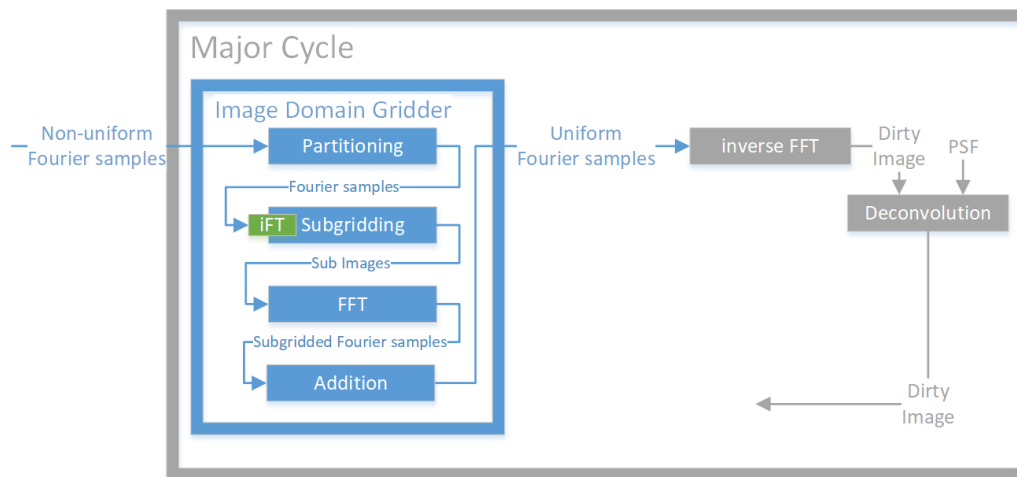 Major Cycle
Image Domain Gridder
Non-uniform
Fourier samples
Partitioning
Fourier samples
iFT
Subgridding
Sub Images
FFT
Subgridded Fourier samples
Addition
Uniform
Fourier samples
inverse FFT
Dirty
Image
PSF
Deconvolution
Dirty
Image